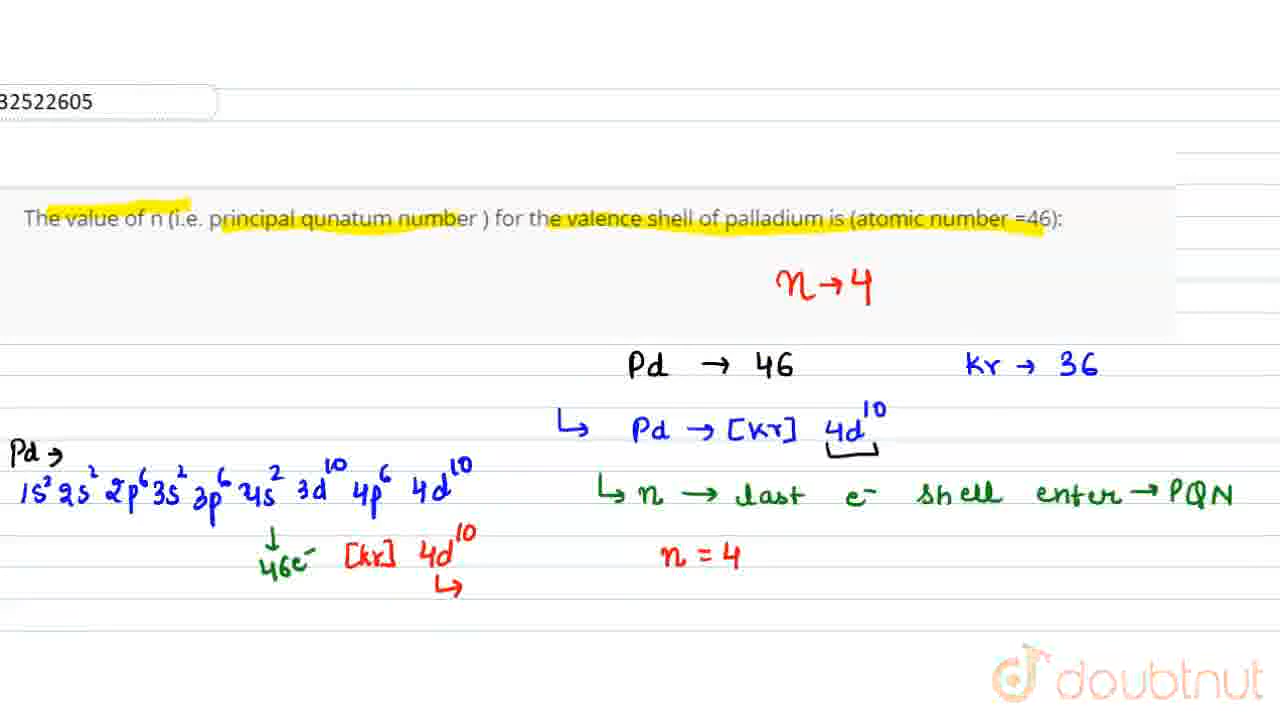 32522605
The value of n (i.e. principal qunatum number ) for the valence shell of palladium is (atomic number =46):
n → 4
Pd → 46 Kr → 36
↳ Pd → [Kr] 4d¹⁰
Pd →
1s² 2s² 2p⁶ 3s² 3p⁶ 4s² 3d¹⁰ 4p⁶ 4d¹⁰
↳ n → last e⁻ shell enter → PQN
↓
46e⁻ [Kr] 4d¹⁰
↳
n = 4
doubtnut